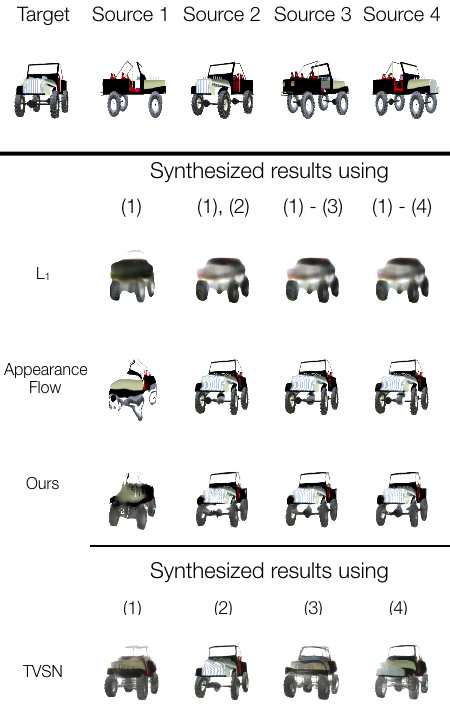 Target Source 1 Source 2 Source 3 Source 4
Synthesized results using
(1) (1), (2) (1) - (3) (1) - (4)
L₁
Appearance
Flow
Ours
Synthesized results using
(1) (2) (3) (4)
TVSN